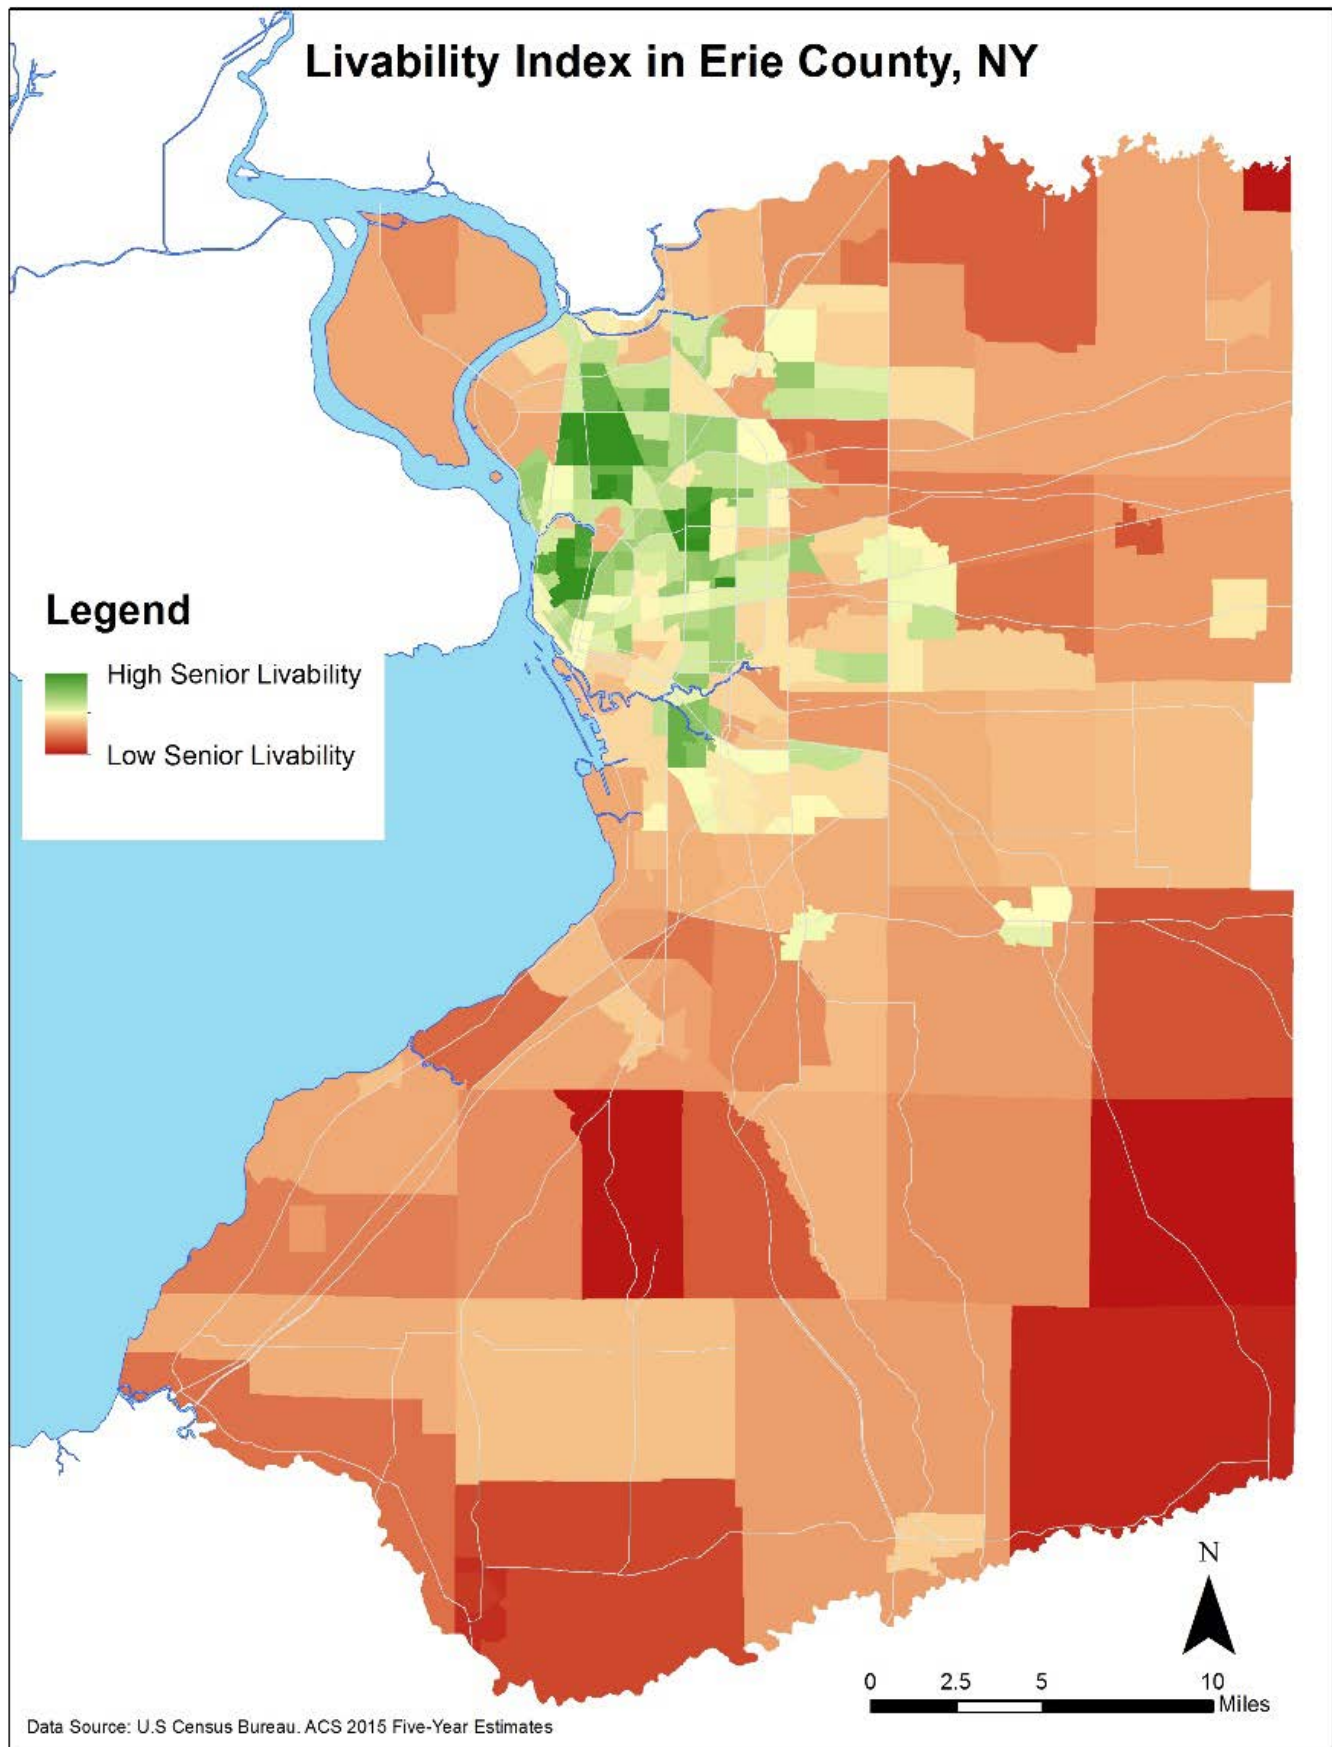 Livability Index in Erie County, NY
Legend
High Senior Livability
Low Senior Livability
N
0 2.5 5 10
Miles
Data Source: U.S Census Bureau. ACS 2015 Five-Year Estimates